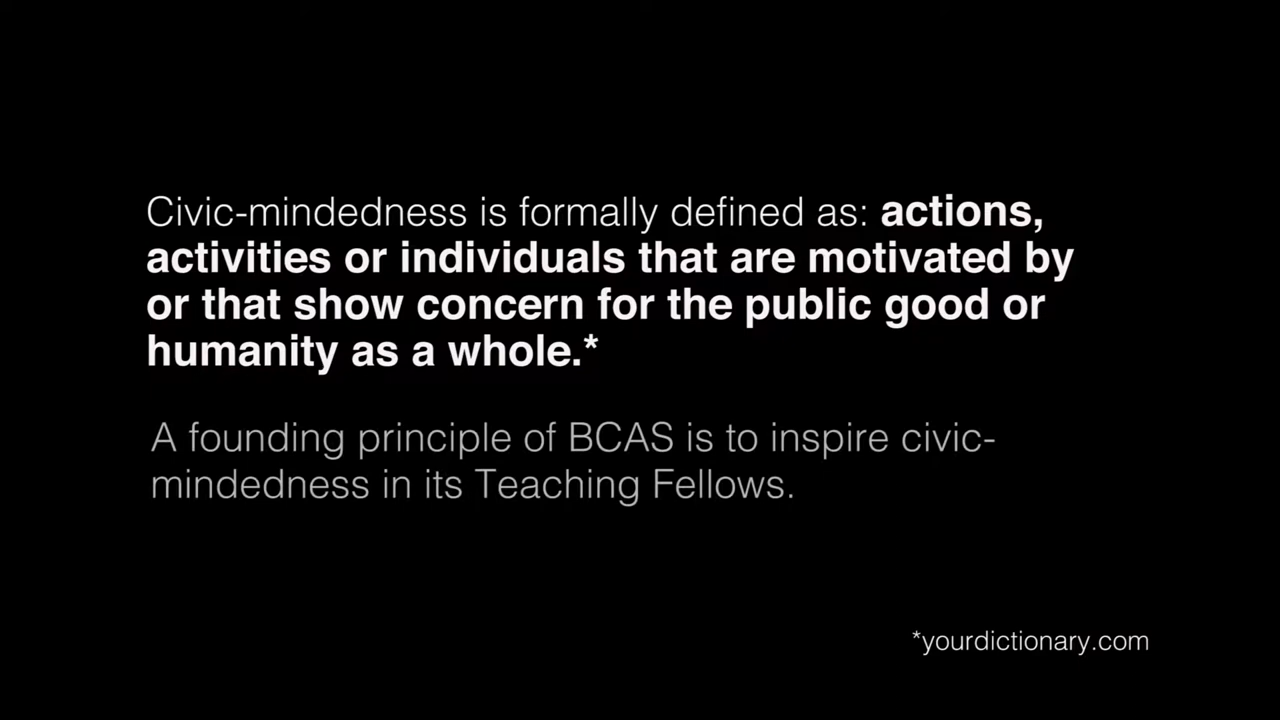 Civic-mindedness is formally defined as: actions,
activities or individuals that are motivated by
or that show concern for the public good or
humanity as a whole.*
A founding principle of BCAS is to inspire civic-
mindedness in its Teaching Fellows.
*yourdictionary.com